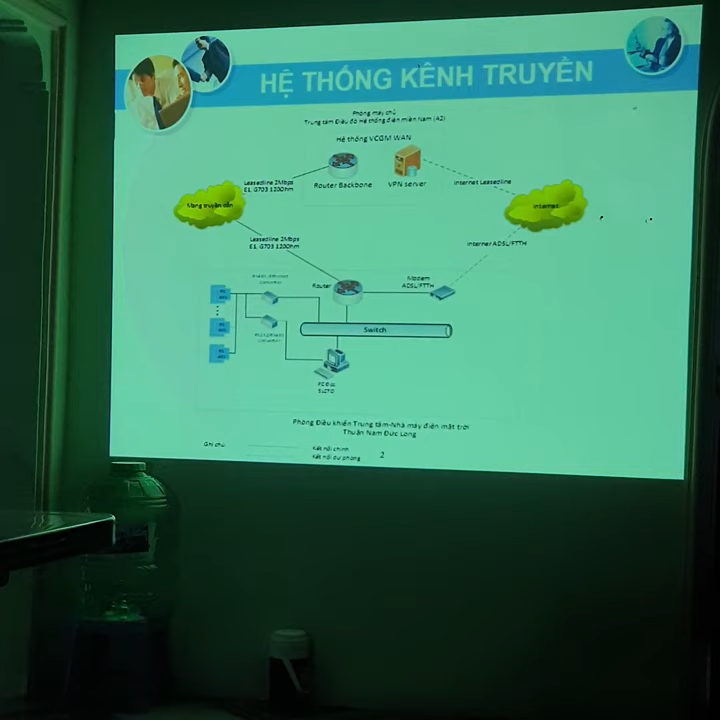 HỆ THỐNG KÊNH TRUYỀN
Phòng máy chủ
Trung tâm Điều độ Hệ thống điện miền Nam (A2)
Hệ thống VCGM WAN
Router Backbone
VPN server
Leasedline 2Mbps
E1, G703 120Ohm
Internet Leasedline
Mạng truyền dẫn
Internet
Leasedline 2Mbps
E1, G703 120Ohm
Internet ADSL/FTTH
Router
Modem
ADSL/FTTH
Switch
PC Đọc
Phòng Điều khiển Trung tâm-Nhà máy điện mặt trời
Thuận Nam Đức Long
Ghi chú:
Kết nối chính
Kết nối dự phòng
2